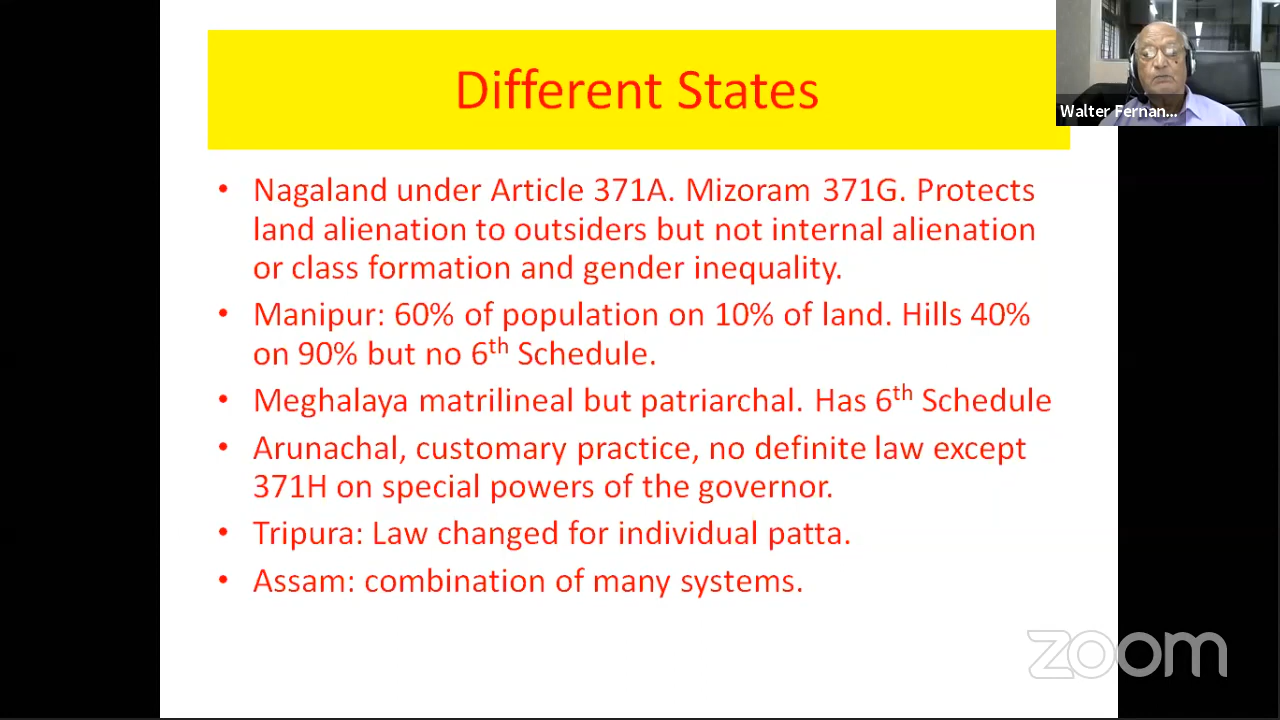 Different States
Walter Fernan...
• Nagaland under Article 371A. Mizoram 371G. Protects
land alienation to outsiders but not internal alienation
or class formation and gender inequality.
• Manipur: 60% of population on 10% of land. Hills 40%
on 90% but no 6th Schedule.
• Meghalaya matrilineal but patriarchal. Has 6th Schedule
• Arunachal, customary practice, no definite law except
371H on special powers of the governor.
• Tripura: Law changed for individual patta.
• Assam: combination of many systems.
zoom